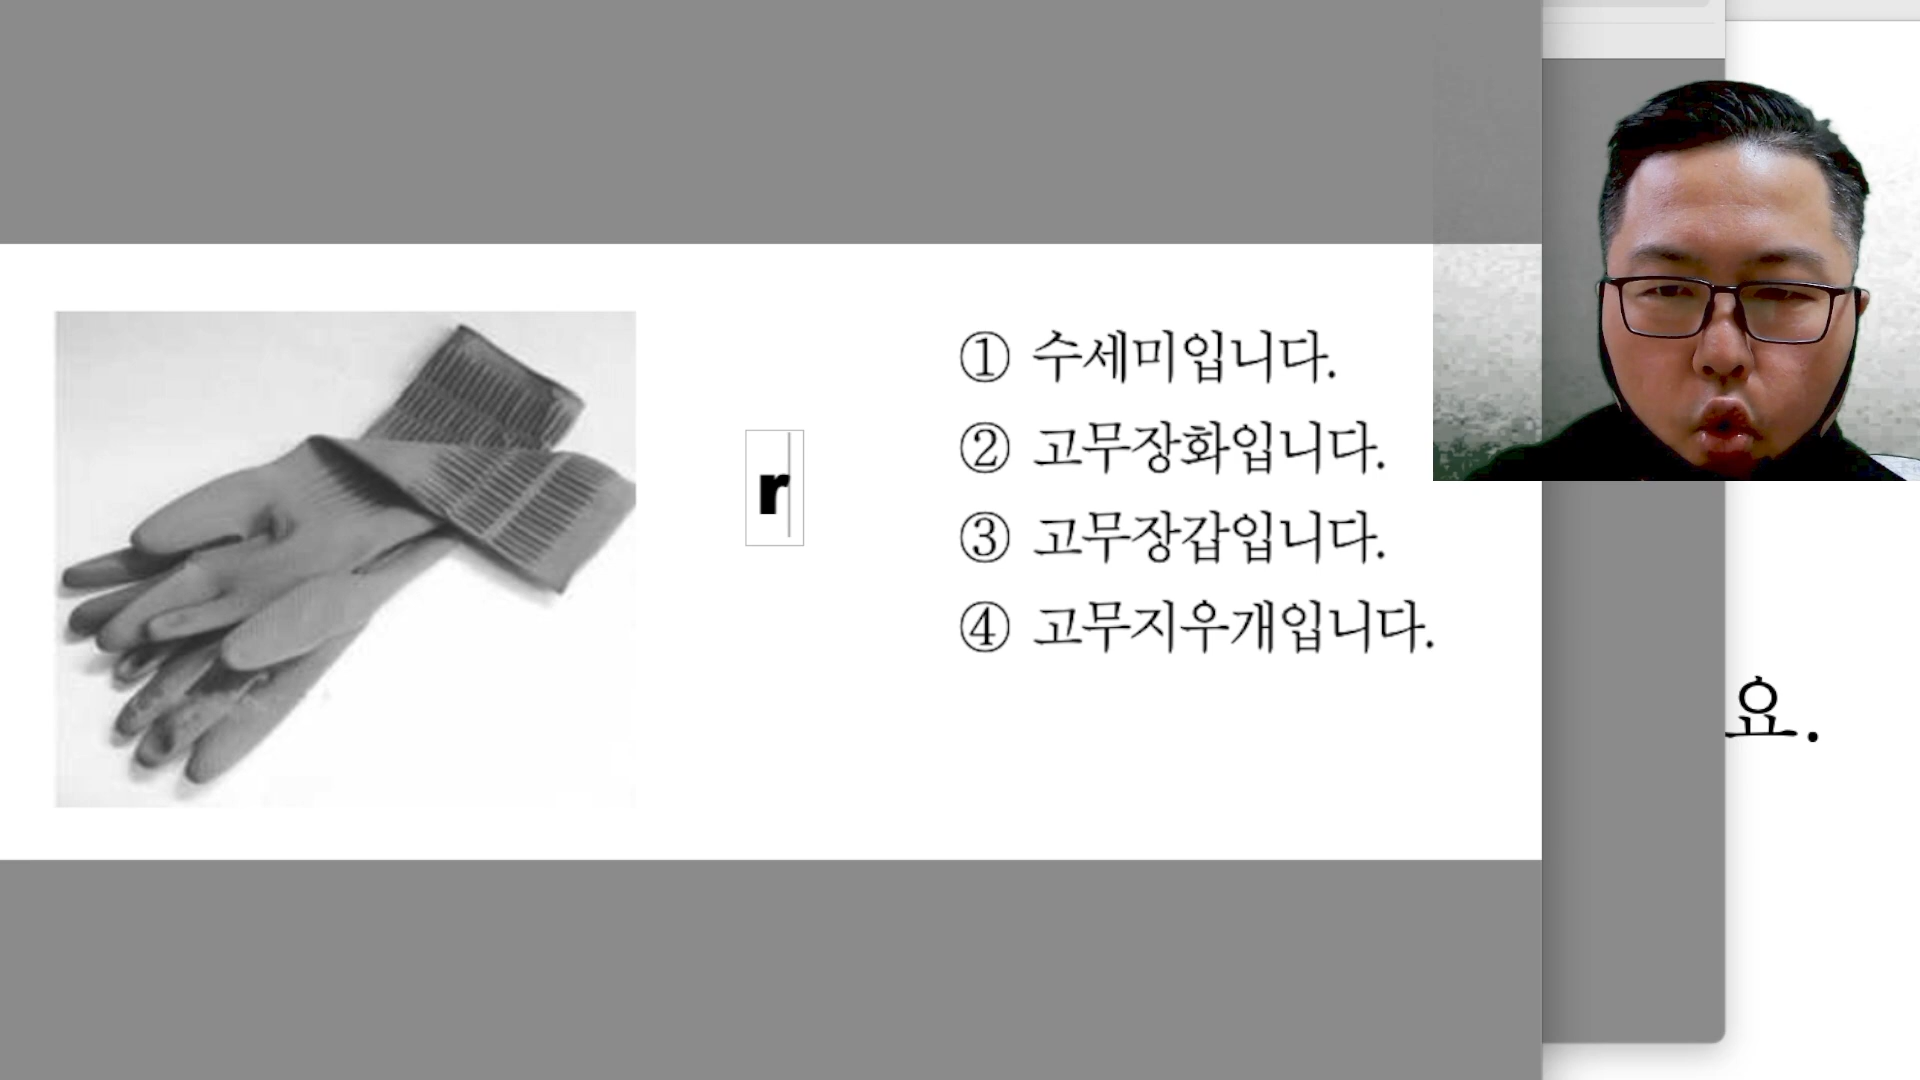 r
① 수세미입니다.
② 고무장화입니다.
③ 고무장갑입니다.
④ 고무지우개입니다.
요.